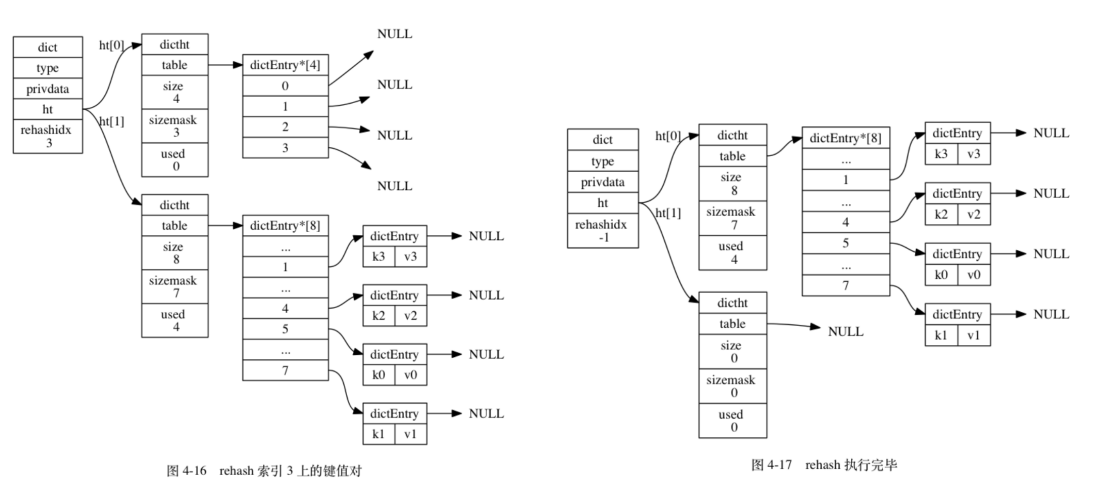 dict
type
privdata
ht
rehashidx
3
ht[0]
ht[1]
dictht
table
size
4
sizemask
3
used
0
dictEntry*[4]
0
1
2
3
NULL
NULL
NULL
NULL
dictht
table
size
8
sizemask
7
used
4
dictEntry*[8]
...
1
...
4
5
...
7
dictEntry
k3 v3
NULL
dictEntry
k2 v2
NULL
dictEntry
k0 v0
NULL
dictEntry
k1 v1
NULL
图 4-16 rehash 索引 3 上的键值对
dict
type
privdata
ht
rehashidx
-1
ht[0]
ht[1]
dictht
table
size
8
sizemask
7
used
4
dictEntry*[8]
...
1
...
4
5
...
7
dictEntry
k3 v3
NULL
dictEntry
k2 v2
NULL
dictEntry
k0 v0
NULL
dictEntry
k1 v1
NULL
dictht
table
size
0
sizemask
0
used
0
NULL
图 4-17 rehash 执行完毕